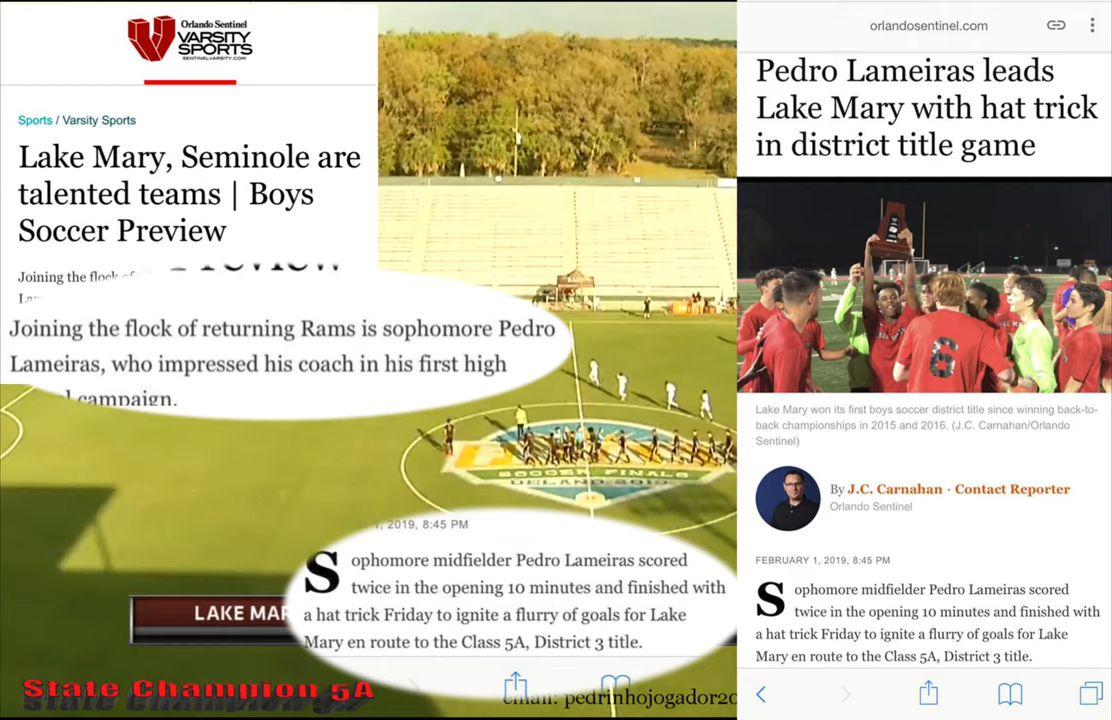 Orlando Sentinel
VARSITY
SPORTS
SENTINELVARSITY.COM
Sports / Varsity Sports
Lake Mary, Seminole are
talented teams | Boys
Soccer Preview
Joining the flock of
Joining the flock of returning Rams is sophomore Pedro
Lameiras, who impressed his coach in his first high
campaign.
SOCCER FINALS
DELAND 2019
1, 2019, 8:45 PM
Sophomore midfielder Pedro Lameiras scored
twice in the opening 10 minutes and finished with
a hat trick Friday to ignite a flurry of goals for Lake
Mary en route to the Class 5A, District 3 title.
LAKE MAR
State Champion 5A
email: pedrinhojogador20
orlandosentinel.com
Pedro Lameiras leads
Lake Mary with hat trick
in district title game
6
Lake Mary won its first boys soccer district title since winning back-to-
back championships in 2015 and 2016. (J.C. Carnahan/Orlando
Sentinel)
By J.C. Carnahan · Contact Reporter
Orlando Sentinel
FEBRUARY 1, 2019, 8:45 PM
Sophomore midfielder Pedro Lameiras scored
twice in the opening 10 minutes and finished with
a hat trick Friday to ignite a flurry of goals for Lake
Mary en route to the Class 5A, District 3 title.